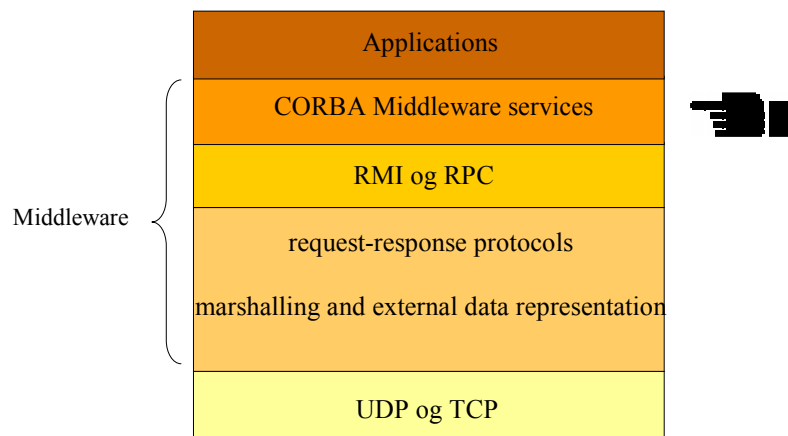 Applications
CORBA Middleware services
RMI og RPC
Middleware
request-response protocols
marshalling and external data representation
UDP og TCP